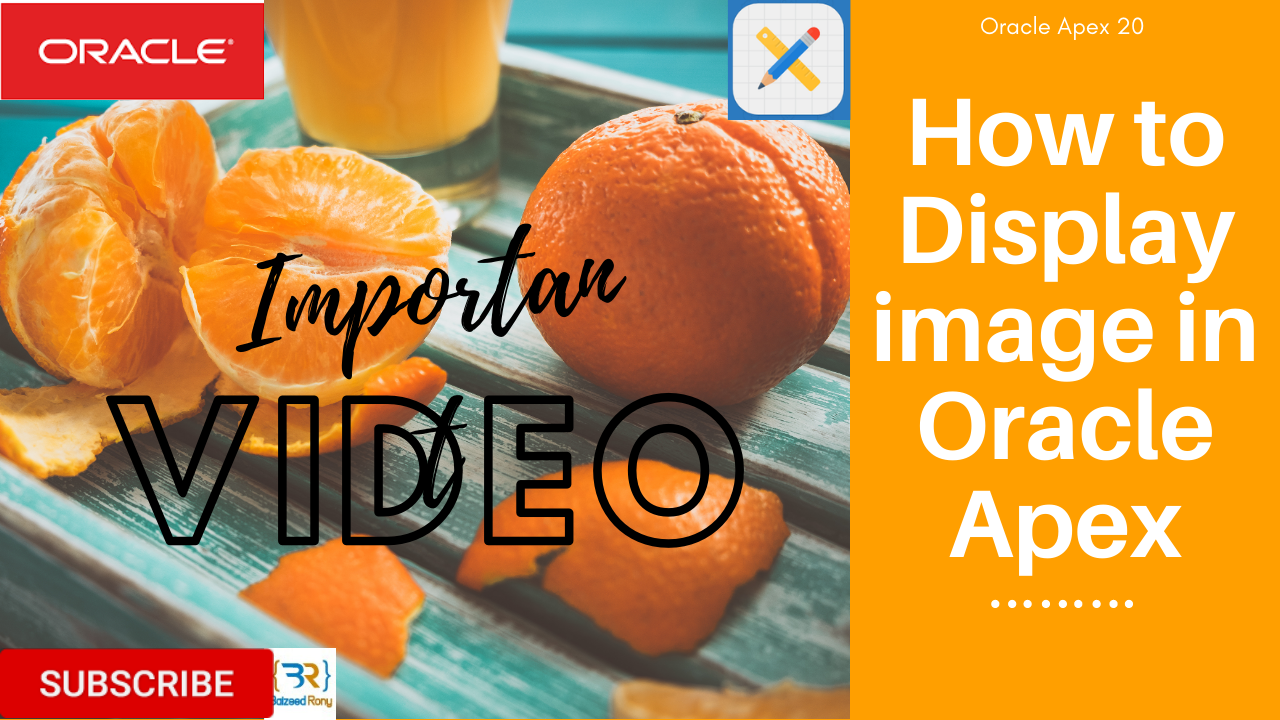 ORACLE®
Importan
t
VIDEO
SUBSCRIBE
{BR}
Baizeed Rony
Oracle Apex 20
How to
Display
image in
Oracle
Apex